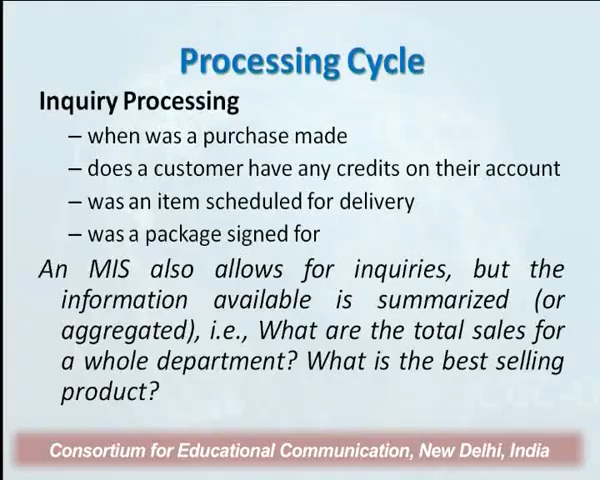 Processing Cycle
Inquiry Processing
– when was a purchase made
– does a customer have any credits on their account
– was an item scheduled for delivery
– was a package signed for
An MIS also allows for inquiries, but the
information available is summarized (or
aggregated), i.e., What are the total sales for
a whole department? What is the best selling
product?
Consortium for Educational Communication, New Delhi, India